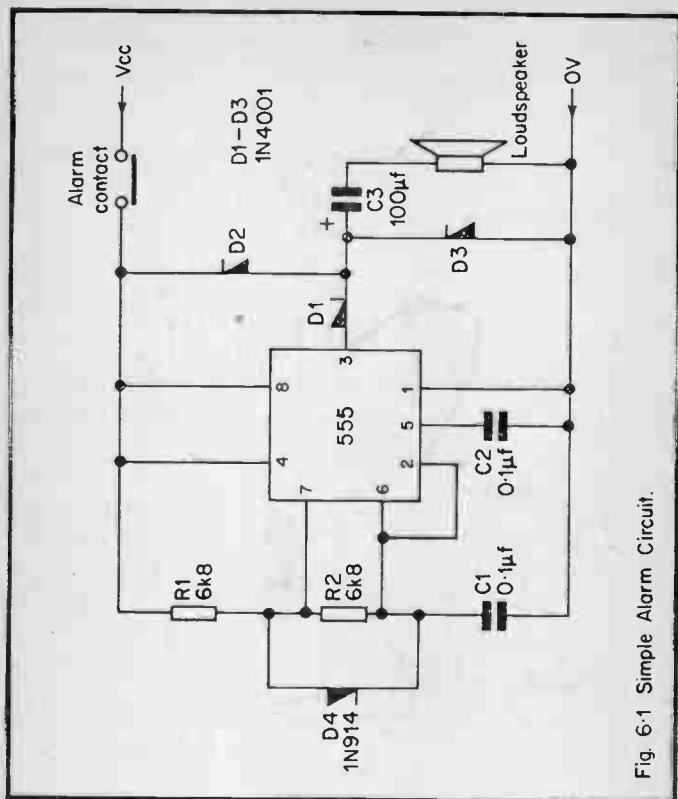 Alarm
contact
Vcc
D1-D3
1N4001
D2
R1
6k8
4
8
7
555
3
D1
+
C3
100µf
Loudspeaker
D4
1N914
R2
6k8
6
2
5
1
D3
C1
0·1µf
C2
0·1µf
0V
Fig. 6·1 Simple Alarm Circuit.